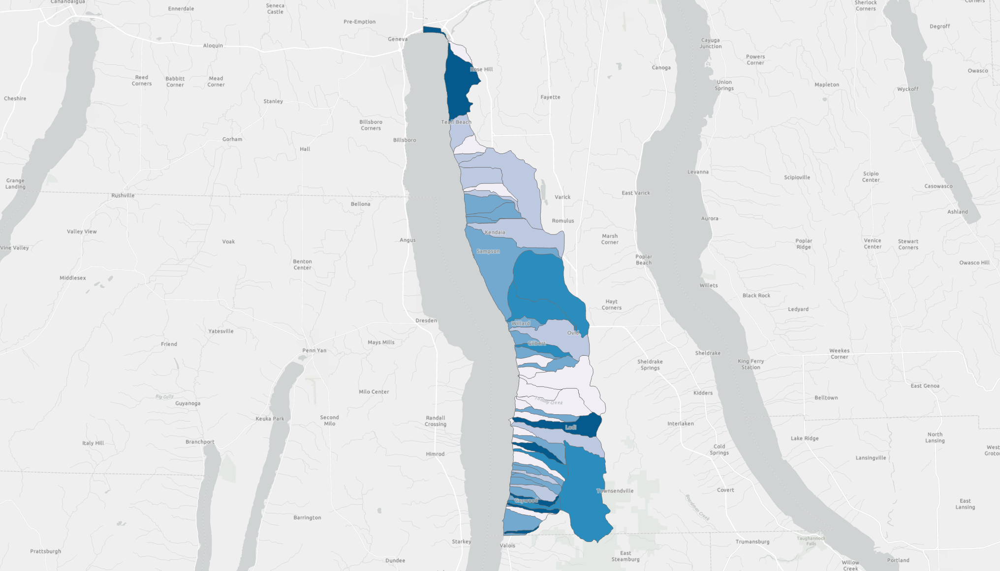 Canandaigua
Ennerdale
Seneca
Castle
Sherlock
Corners
Corners
Pre-Emption
Degroff
Geneva
Aloquin
Cayuga
Junction
Powers
Corner
Rose Hill
Canoga
Owasco
Reed
Corners
Babbitt
Corner
Mead
Corner
Union
Springs
Mapleton
Wyckoff
Cheshire
Stanley
Fayette
Billsboro
Corners
Teall Beach
Gorham
Billsboro
Hall
Levanna
Scipioville
Scipio
Center
Grange
Landing
Casowasco
Rushville
East Varick
Varick
Bellona
Ashland
Aurora
Romulus
Valley View
Kendaia
Voak
Angus
Marsh
Corner
Poplar
Ridge
Venice
Center
Stewart
Corners
Vine Valley
Sampson
Poplar
Beach
Benton
Center
Owasco Hill
Middlesex
Willets
Black Rock
Hayt
Corners
Ledyard
Dresden
Willard
Yatesville
Ovid
Friend
Mays Mills
Gilbert
Penn Yan
Sheldrake
Weekes
Corner
Sheldrake
Springs
King Ferry
Station
East Genoa
Milo Center
Kidders
Big Gully
Guyanoga
Belltown
Tommy Creek
Keuka Park
Second
Milo
Randall
Crossing
Interlaken
Lodi
Italy Hill
Branchport
Lake Ridge
North
Lansing
Cold
Springs
West
Groton
Himrod
Lansingville
Townsendville
Covert
Caywood
Boardman Creek
East
Lansing
Barrington
Starkey
Valois
Trumansburg
Taughannock
Falls
Prattsburgh
East
Steamburg
Dundee
Willow
Creek
Portland